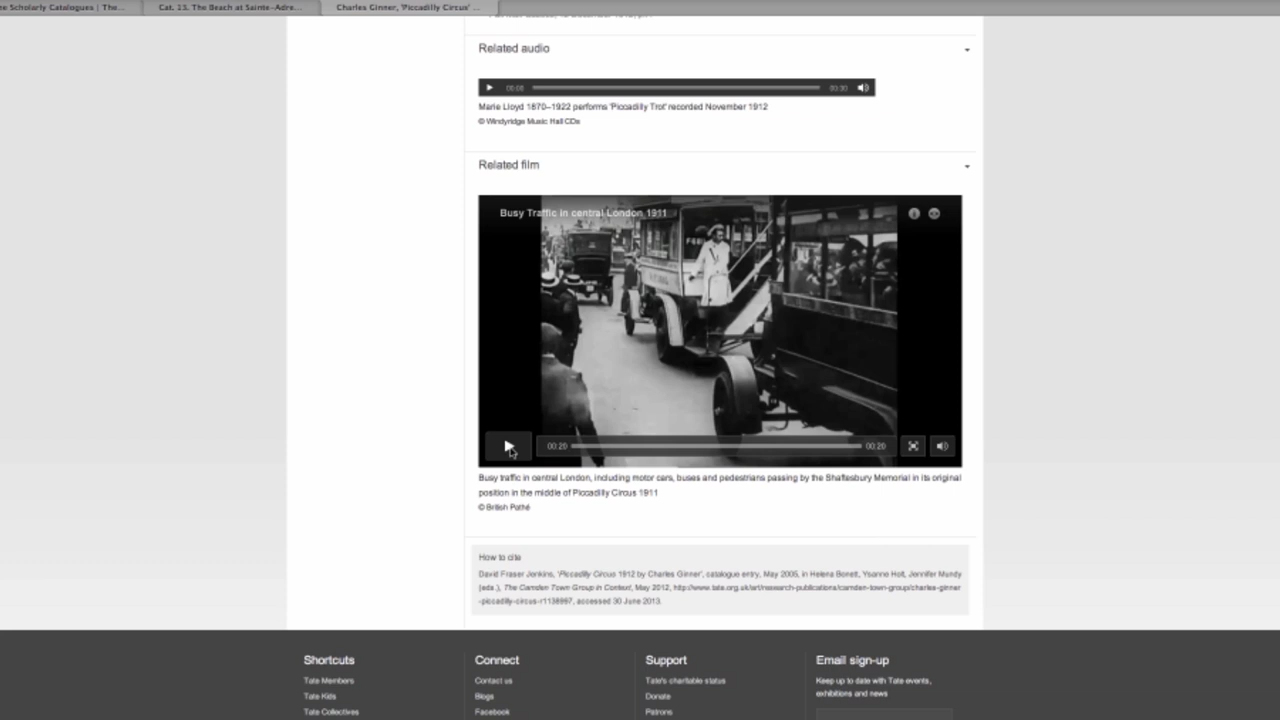 ne Scholarly Catalogues | The...
Cat. 13. The Beach at Sainte-Adre...
Charles Ginner, 'Piccadilly Circus' ...
Related audio
00:00
00:30
Marie Lloyd 1870–1922 performs 'Piccadilly Trot' recorded November 1912
© Windyridge Music Hall CDs
Related film
Busy Traffic in central London 1911
00:20
00:20
Busy traffic in central London, including motor cars, buses and pedestrians passing by the Shaftesbury Memorial in its original
position in the middle of Piccadilly Circus 1911
© British Pathé
How to cite
David Fraser Jenkins, 'Piccadilly Circus 1912 by Charles Ginner', catalogue entry, May 2005, in Helena Bonett, Ysanne Holt, Jennifer Mundy
(eds.), The Camden Town Group in Context, May 2012, http://www.tate.org.uk/art/research-publications/camden-town-group/charles-ginner
-piccadilly-circus-r1138997, accessed 30 June 2013.
Shortcuts
Tate Members
Tate Kids
Tate Collectives
Connect
Contact us
Blogs
Facebook
Support
Tate's charitable status
Donate
Patrons
Email sign-up
Keep up to date with Tate events,
exhibitions and news